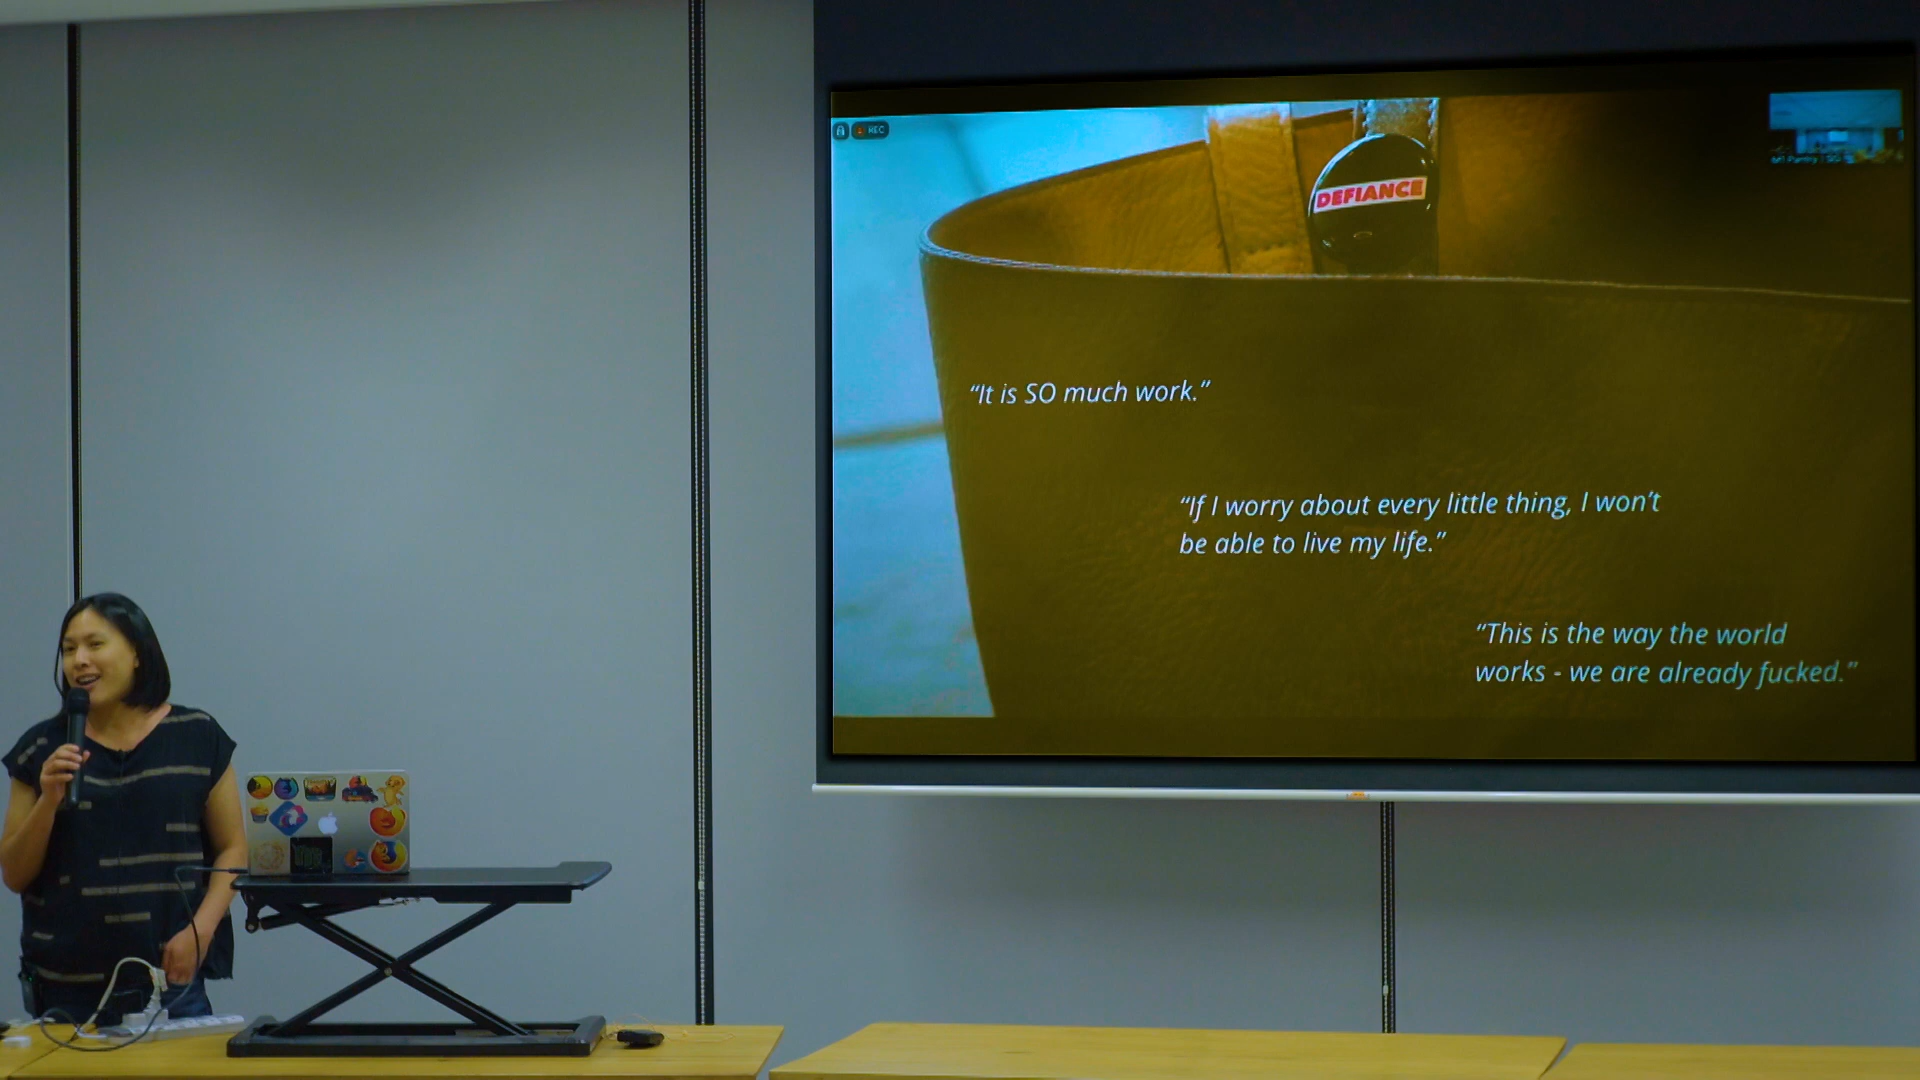 REC
DEFIANCE
“It is SO much work.”
“If I worry about every little thing, I won’t
be able to live my life.”
“This is the way the world
works - we are already fucked.”